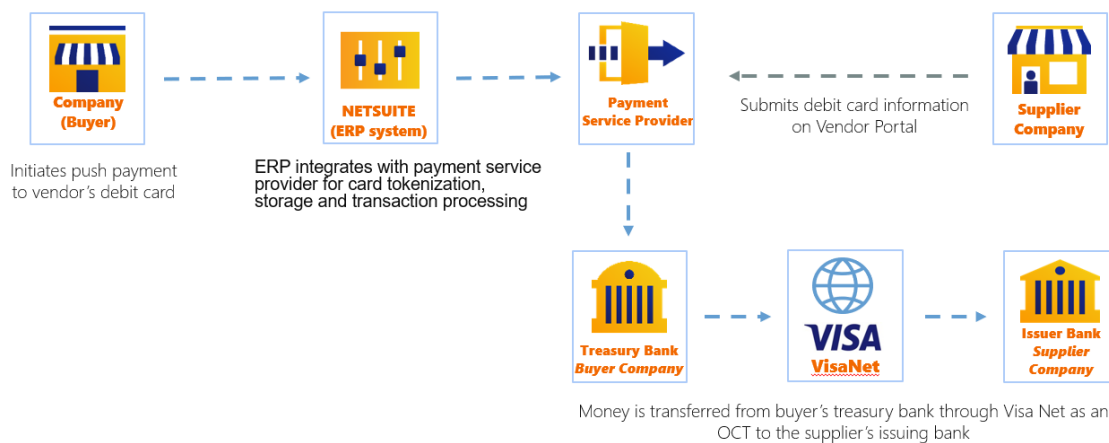 Company
(Buyer)
Initiates push payment
to vendor's debit card
NETSUITE
(ERP system)
ERP integrates with payment service
provider for card tokenization,
storage and transaction processing
Payment
Service Provider
Submits debit card information
on Vendor Portal
Supplier
Company
Treasury Bank
Buyer Company
VISA
VisaNet
Issuer Bank
Supplier
Company
Money is transferred from buyer's treasury bank through Visa Net as an
OCT to the supplier's issuing bank